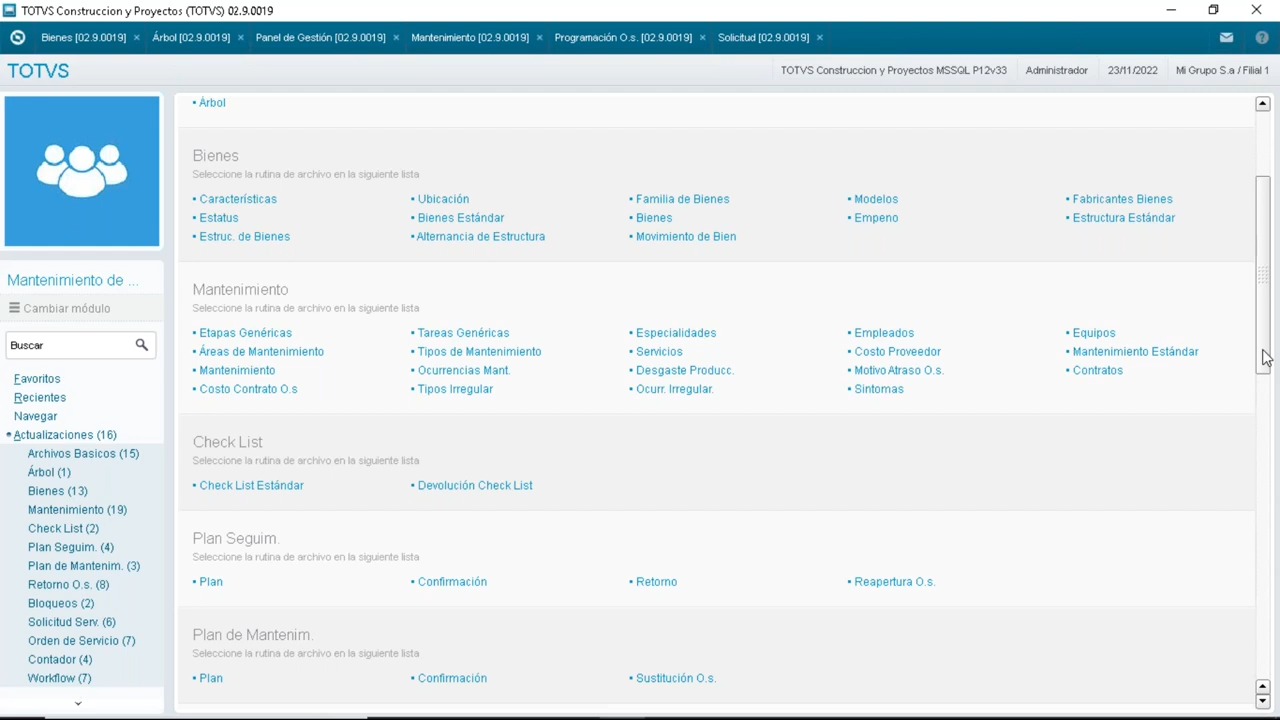 TOTVS Construccion y Proyectos (TOTVS) 02.9.0019
Bienes [02.9.0019] × Árbol [02.9.0019] × Panel de Gestión [02.9.0019] × Mantenimiento [02.9.0019] × Programación O.s. [02.9.0019] × Solicitud [02.9.0019] ×
TOTVS TOTVS Construccion y Proyectos MSSQL P12v33 Administrador 23/11/2022 Mi Grupo S.a / Filial 1
Mantenimiento de ...
Cambiar módulo
Buscar
Favoritos
Recientes
Navegar
Actualizaciones (16)
Archivos Basicos (15)
Árbol (1)
Bienes (13)
Mantenimiento (19)
Check List (2)
Plan Seguim. (4)
Plan de Mantenim. (3)
Retorno O.s. (8)
Bloqueos (2)
Solicitud Serv. (6)
Orden de Servicio (7)
Contador (4)
Workflow (7)
• Árbol
Bienes
Seleccione la rutina de archivo en la siguiente lista
• Características • Ubicación • Familia de Bienes • Modelos • Fabricantes Bienes
• Estatus • Bienes Estándar • Bienes • Empeno • Estructura Estándar
• Estruc. de Bienes • Alternancia de Estructura • Movimiento de Bien
Mantenimiento
Seleccione la rutina de archivo en la siguiente lista
• Etapas Genéricas • Tareas Genéricas • Especialidades • Empleados • Equipos
• Áreas de Mantenimiento • Tipos de Mantenimiento • Servicios • Costo Proveedor • Mantenimiento Estándar
• Mantenimiento • Ocurrencias Mant. • Desgaste Producc. • Motivo Atraso O.s. • Contratos
• Costo Contrato O.s • Tipos Irregular • Ocurr. Irregular. • Sintomas
Check List
Seleccione la rutina de archivo en la siguiente lista
• Check List Estándar • Devolución Check List
Plan Seguim.
Seleccione la rutina de archivo en la siguiente lista
• Plan • Confirmación • Retorno • Reapertura O.s.
Plan de Mantenim.
Seleccione la rutina de archivo en la siguiente lista
• Plan • Confirmación • Sustitución O.s.